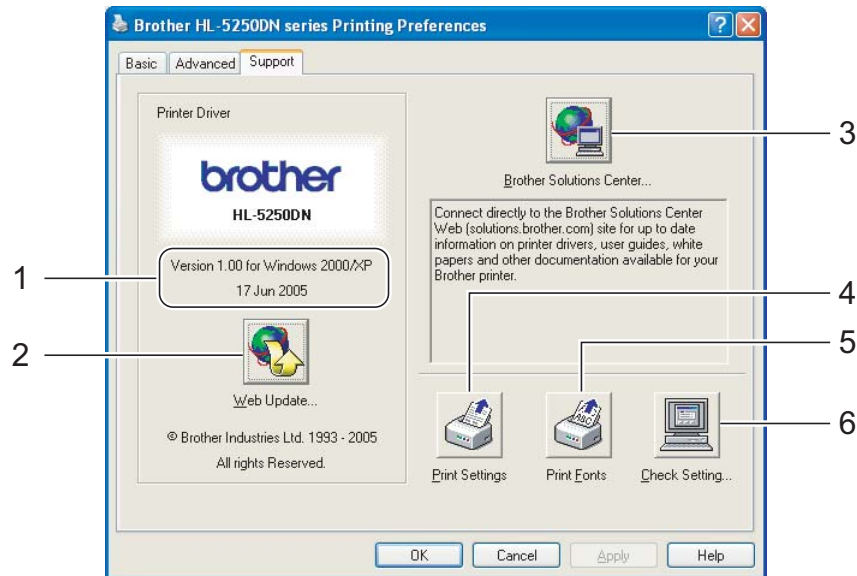 Brother HL-5250DN series Printing Preferences
Basic
Advanced
Support
Printer Driver
brother
HL-5250DN
Version 1.00 for Windows 2000/XP
17 Jun 2005
Web Update...
© Brother Industries Ltd. 1993 - 2005
All rights Reserved.
Brother Solutions Center...
Connect directly to the Brother Solutions Center
Web (solutions.brother.com) site for up to date
information on printer drivers, user guides, white
papers and other documentation available for your
Brother printer.
ABC
Print Settings
Print Fonts
Check Setting...
OK
Cancel
Apply
Help
1
2
3
4
5
6